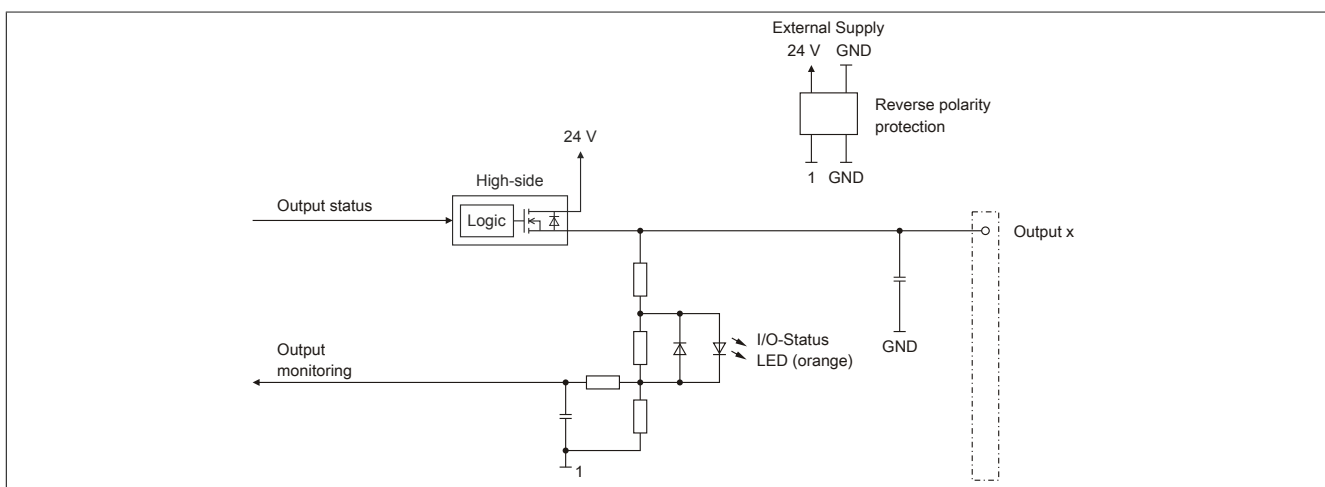 External Supply
24 V GND
Reverse polarity
protection
1 GND
24 V
High-side
Output status
Logic
Output x
I/O-Status
LED (orange)
GND
Output
monitoring
1